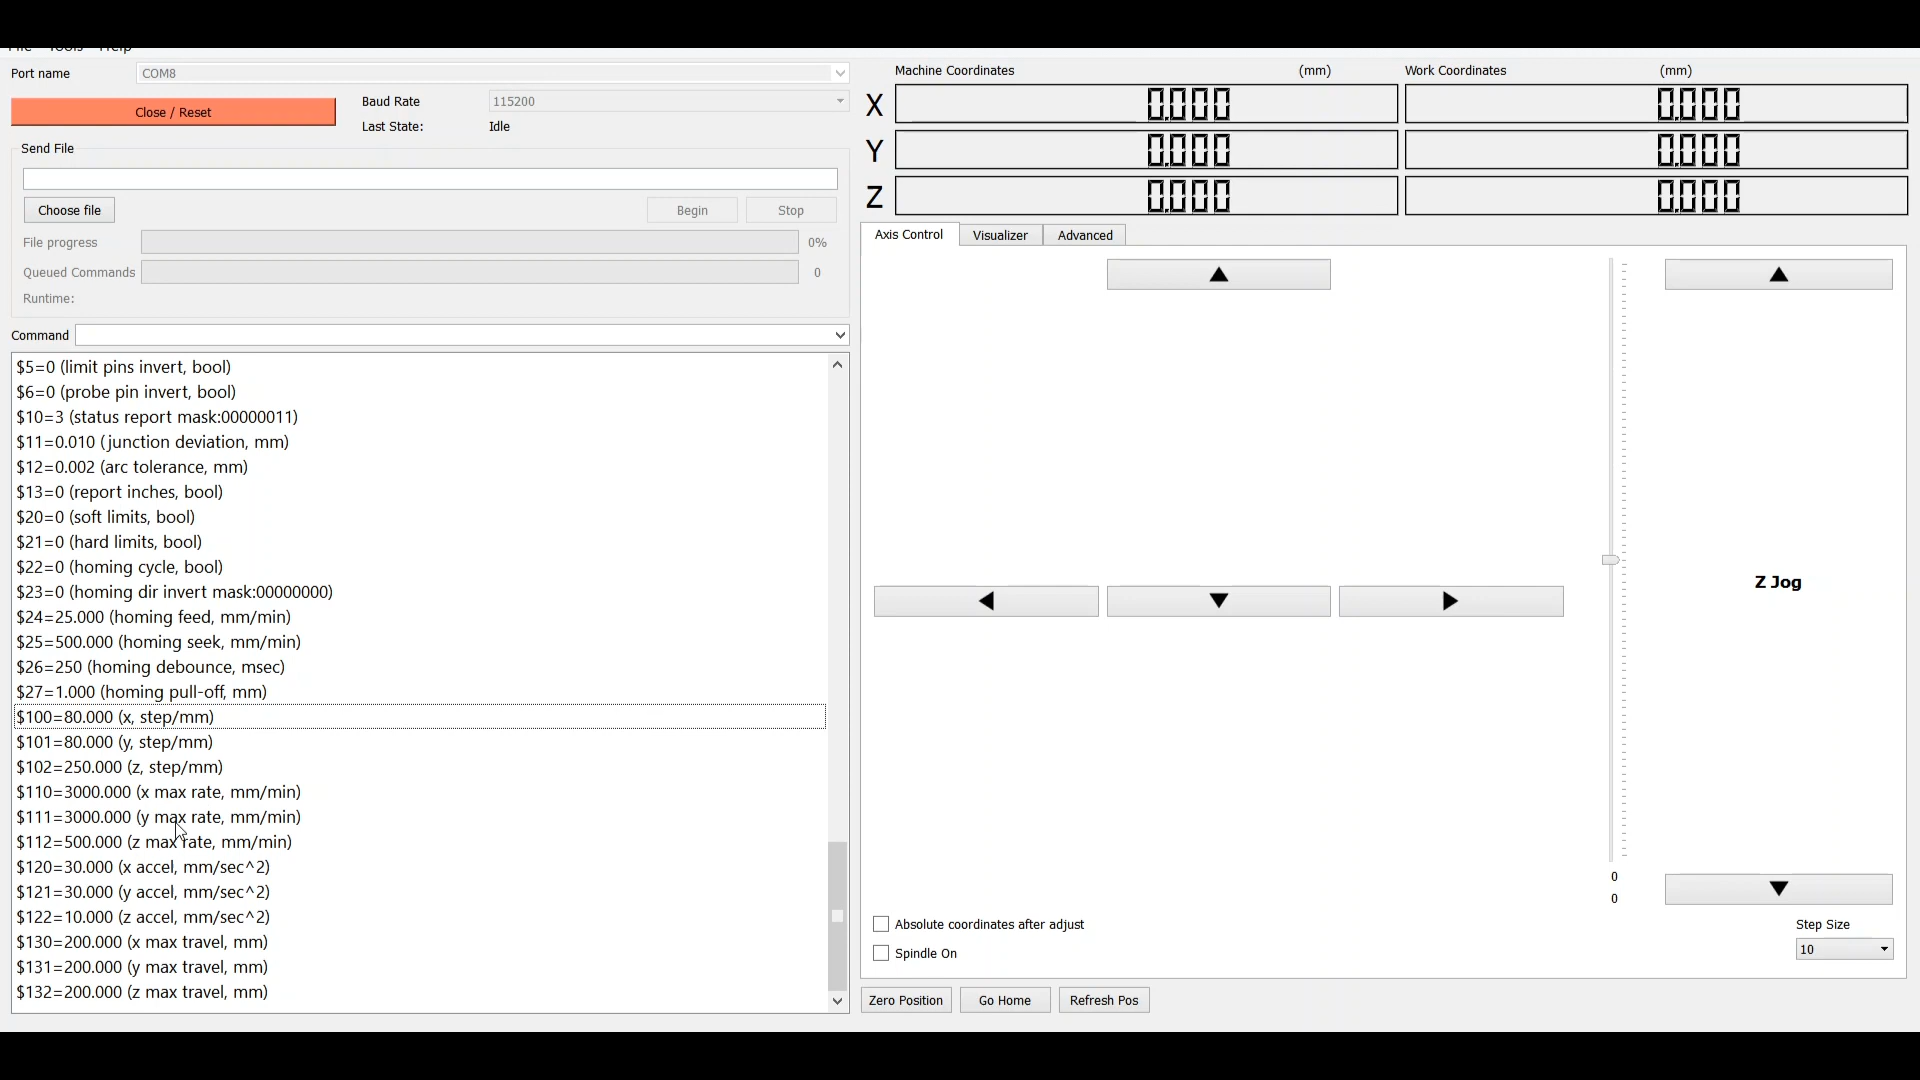 File Tools Help
Port name COM8
Close / Reset
Baud Rate 115200
Last State: Idle
Send File
Choose file Begin Stop
File progress 0%
Queued Commands 0
Runtime:
Command
$5=0 (limit pins invert, bool)
$6=0 (probe pin invert, bool)
$10=3 (status report mask:00000011)
$11=0.010 (junction deviation, mm)
$12=0.002 (arc tolerance, mm)
$13=0 (report inches, bool)
$20=0 (soft limits, bool)
$21=0 (hard limits, bool)
$22=0 (homing cycle, bool)
$23=0 (homing dir invert mask:00000000)
$24=25.000 (homing feed, mm/min)
$25=500.000 (homing seek, mm/min)
$26=250 (homing debounce, msec)
$27=1.000 (homing pull-off, mm)
$100=80.000 (x, step/mm)
$101=80.000 (y, step/mm)
$102=250.000 (z, step/mm)
$110=3000.000 (x max rate, mm/min)
$111=3000.000 (y max rate, mm/min)
$112=500.000 (z max rate, mm/min)
$120=30.000 (x accel, mm/sec^2)
$121=30.000 (y accel, mm/sec^2)
$122=10.000 (z accel, mm/sec^2)
$130=200.000 (x max travel, mm)
$131=200.000 (y max travel, mm)
$132=200.000 (z max travel, mm)
Machine Coordinates (mm) Work Coordinates (mm)
X 0.000 0.000
Y 0.000 0.000
Z 0.000 0.000
Axis Control Visualizer Advanced
Z Jog
0
0
Absolute coordinates after adjust
Spindle On
Step Size
10
Zero Position Go Home Refresh Pos